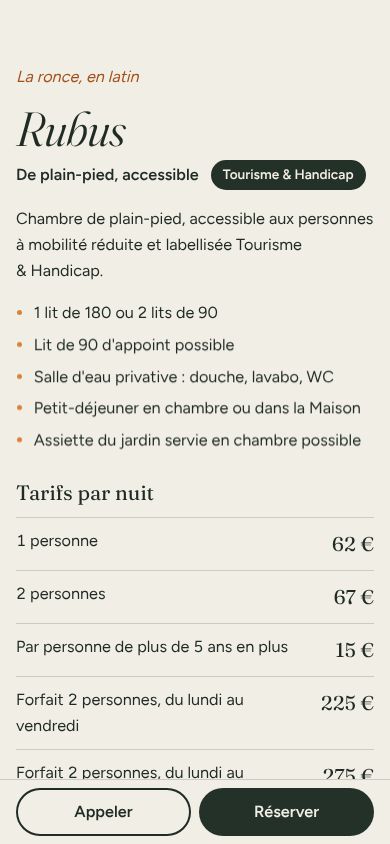 La ronce, en latin
Rubus
De plain-pied, accessible Tourisme & Handicap
Chambre de plain-pied, accessible aux personnes
à mobilité réduite et labellisée Tourisme
& Handicap.
1 lit de 180 ou 2 lits de 90
Lit de 90 d'appoint possible
Salle d'eau privative : douche, lavabo, WC
Petit-déjeuner en chambre ou dans la Maison
Assiette du jardin servie en chambre possible
Tarifs par nuit
1 personne 62 €
2 personnes 67 €
Par personne de plus de 5 ans en plus 15 €
Forfait 2 personnes, du lundi au 225 €
vendredi
Forfait 2 personnes, du lundi au 275 €
Appeler Réserver